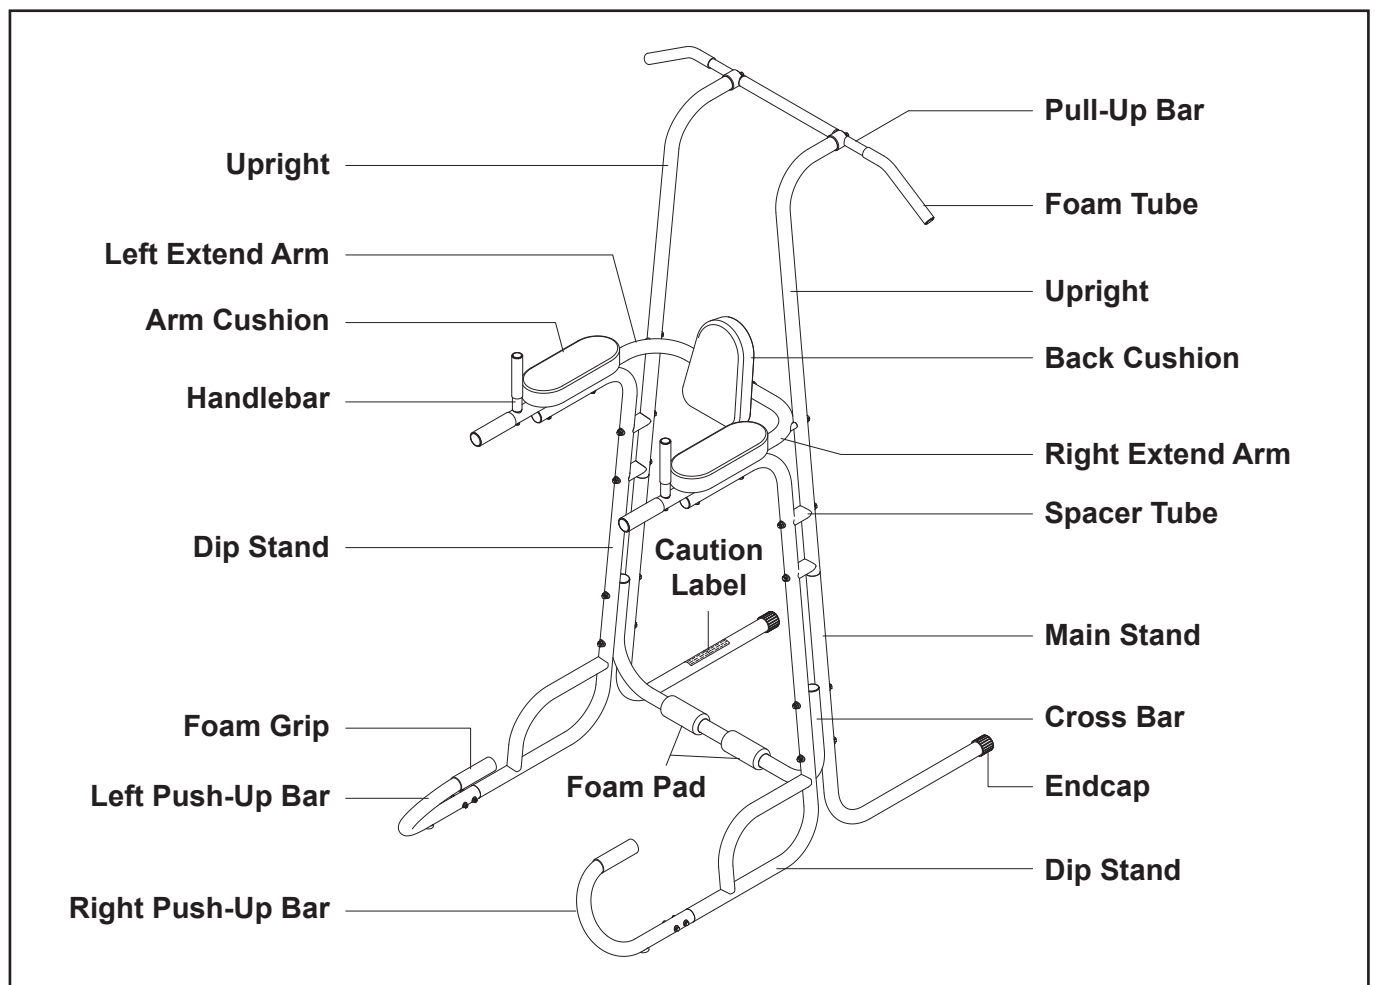 Upright
Left Extend Arm
Arm Cushion
Handlebar
Dip Stand
Foam Grip
Left Push-Up Bar
Right Push-Up Bar
Caution
Label
Foam Pad
Pull-Up Bar
Foam Tube
Upright
Back Cushion
Right Extend Arm
Spacer Tube
Main Stand
Cross Bar
Endcap
Dip Stand